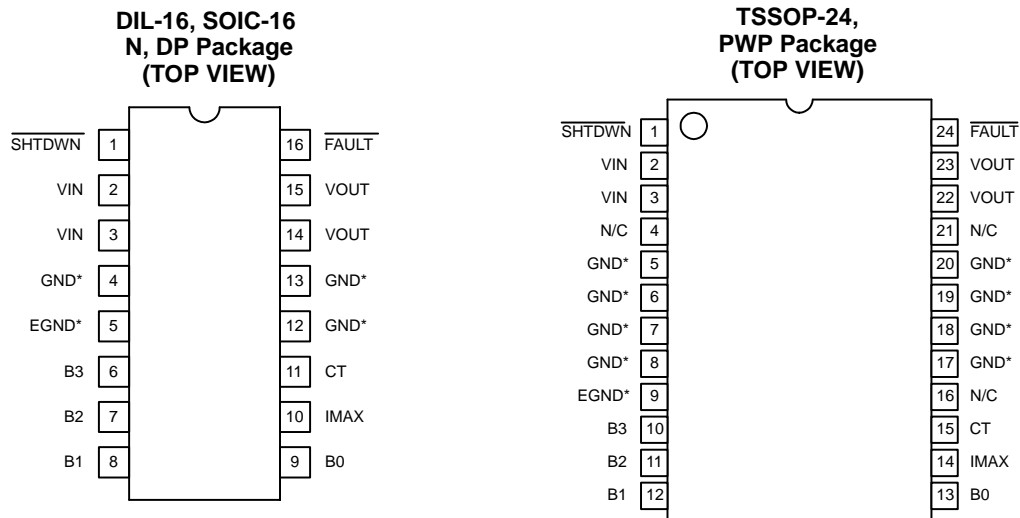 DIL-16, SOIC-16
N, DP Package
(TOP VIEW)
SHTDWN 1 16 FAULT
VIN 2 15 VOUT
VIN 3 14 VOUT
GND* 4 13 GND*
EGND* 5 12 GND*
B3 6 11 CT
B2 7 10 IMAX
B1 8 9 B0
TSSOP-24,
PWP Package
(TOP VIEW)
SHTDWN 1 24 FAULT
VIN 2 23 VOUT
VIN 3 22 VOUT
N/C 4 21 N/C
GND* 5 20 GND*
GND* 6 19 GND*
GND* 7 18 GND*
GND* 8 17 GND*
EGND* 9 16 N/C
B3 10 15 CT
B2 11 14 IMAX
B1 12 13 B0